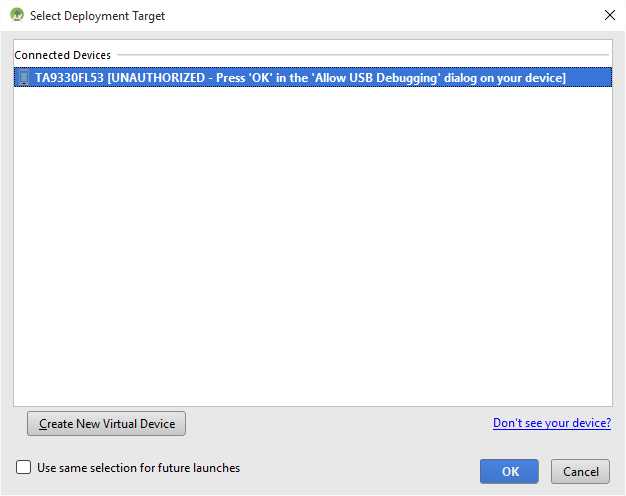 Select Deployment Target
Connected Devices
TA9330FL53 [UNAUTHORIZED - Press 'OK' in the 'Allow USB Debugging' dialog on your device]
Create New Virtual Device
Don't see your device?
Use same selection for future launches
OK
Cancel